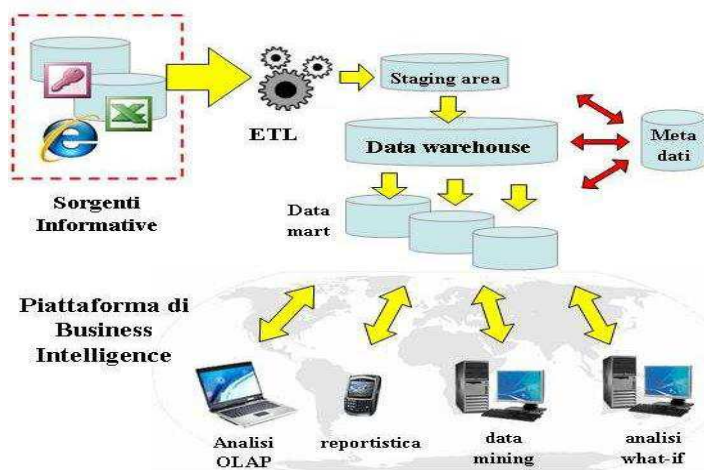 ETL
Staging area
Data warehouse
Meta
dati
Sorgenti
Informative
Data
mart
Piattaforma di
Business
Intelligence
Analisi
OLAP
reportistica
data
mining
analisi
what-if